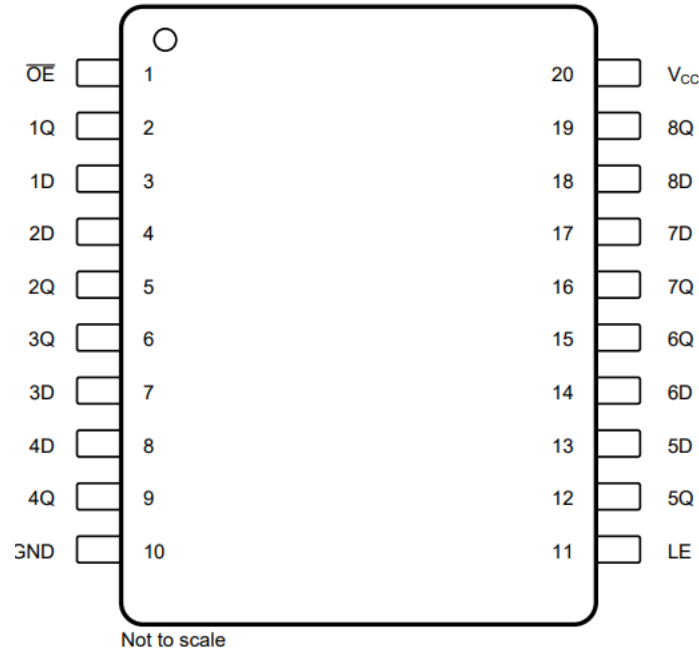 O̅E̅ 1 20 VCC
1Q 2 19 8Q
1D 3 18 8D
2D 4 17 7D
2Q 5 16 7Q
3Q 6 15 6Q
3D 7 14 6D
4D 8 13 5D
4Q 9 12 5Q
GND 10 11 LE
Not to scale